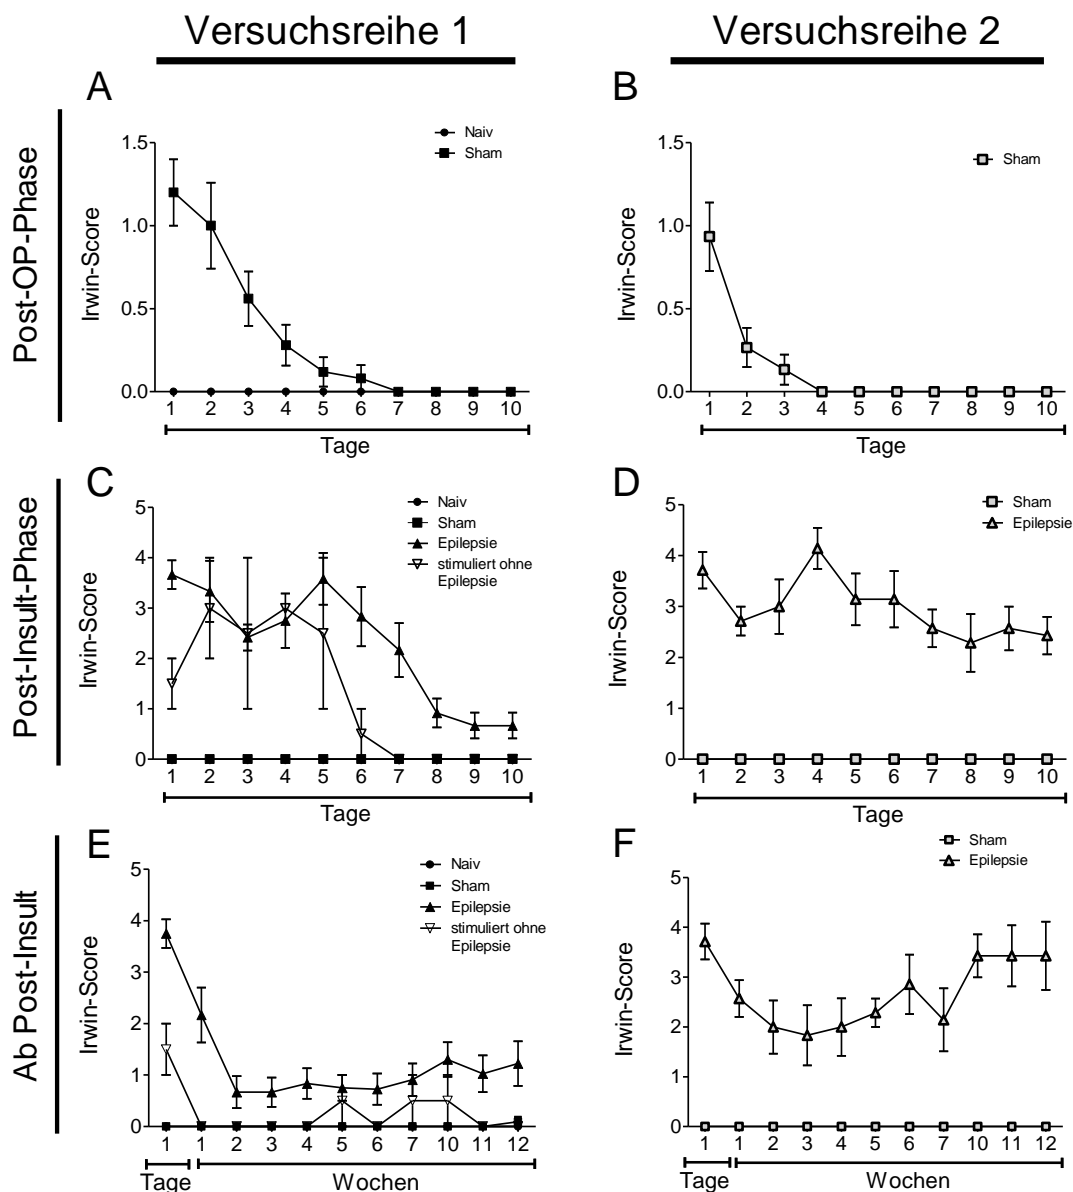 Versuchsreihe 1
Versuchsreihe 2
Post-OP-Phase
A
Irwin-Score
1.5
1.0
0.5
0.0
Naiv
Sham
1 2 3 4 5 6 7 8 9 10
Tage
B
Irwin-Score
1.5
1.0
0.5
0.0
Sham
1 2 3 4 5 6 7 8 9 10
Tage
Post-Insult-Phase
C
Irwin-Score
5
4
3
2
1
0
Naiv
Sham
Epilepsie
stimuliert ohne
Epilepsie
1 2 3 4 5 6 7 8 9 10
Tage
D
Irwin-Score
5
4
3
2
1
0
Sham
Epilepsie
1 2 3 4 5 6 7 8 9 10
Tage
Ab Post-Insult
E
Irwin-Score
5
4
3
2
1
0
Naiv
Sham
Epilepsie
stimuliert ohne
Epilepsie
1 1 2 3 4 5 6 7 10 11 12
Tage Wochen
F
Irwin-Score
5
4
3
2
1
0
Sham
Epilepsie
1 1 2 3 4 5 6 7 10 11 12
Tage Wochen